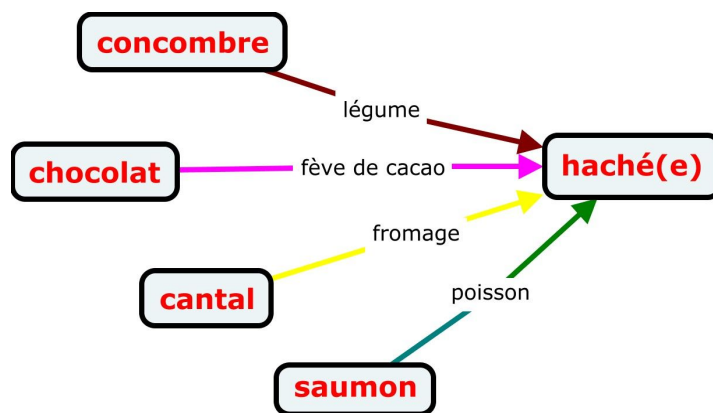 concombre
légume
chocolat
fève de cacao
haché(e)
fromage
cantal
poisson
saumon